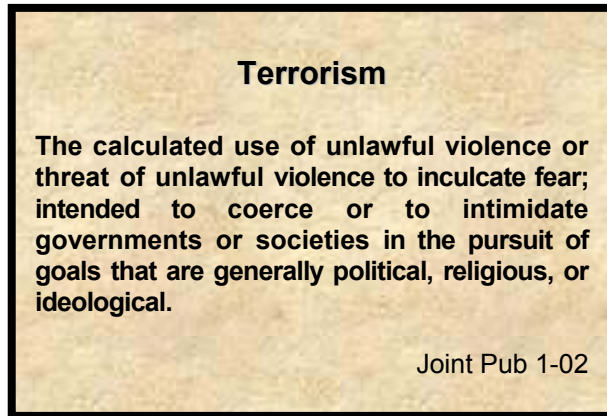 Terrorism
The calculated use of unlawful violence or
threat of unlawful violence to inculcate fear;
intended to coerce or to intimidate
governments or societies in the pursuit of
goals that are generally political, religious, or
ideological.
Joint Pub 1-02